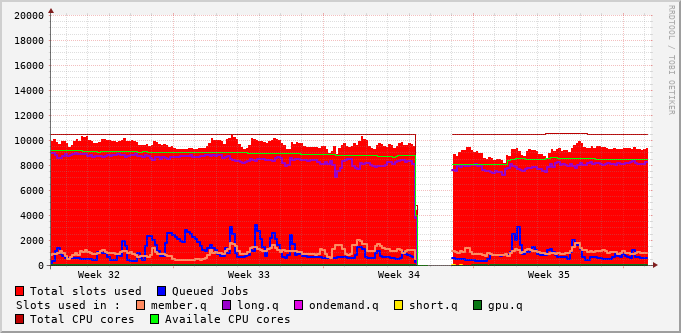 RRDTOOL / TOBI OETIKER
20000
18000
16000
14000
12000
10000
8000
6000
4000
2000
0
Week 32 Week 33 Week 34 Week 35
Total slots used Queued Jobs
Slots used in : member.q long.q ondemand.q short.q gpu.q
Total CPU cores Availale CPU cores